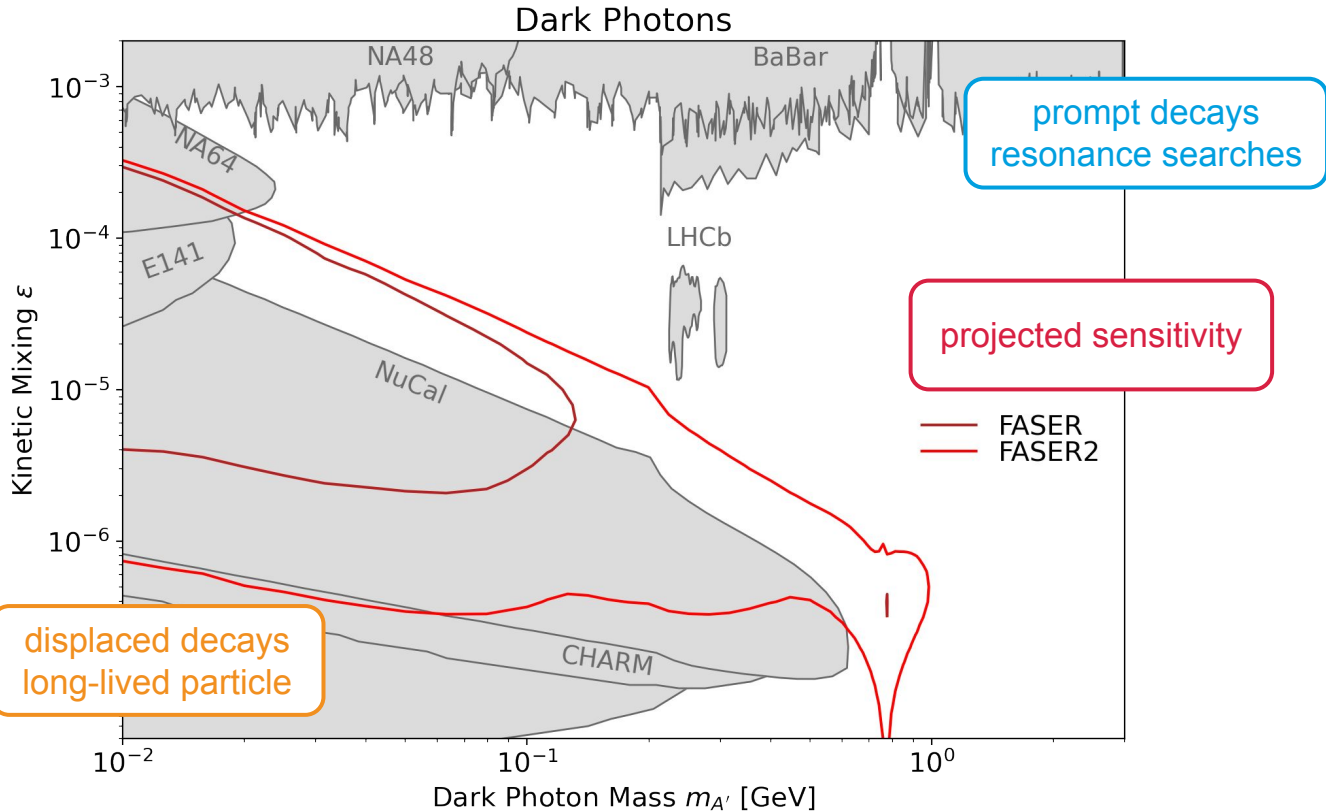 Dark Photons
NA48
BaBar
10⁻³
prompt decays
resonance searches
NA64
10⁻⁴
LHCb
E141
projected sensitivity
Kinetic Mixing ε
NuCal
10⁻⁵
FASER
FASER2
10⁻⁶
displaced decays
long-lived particle
CHARM
10⁻²
10⁻¹
10⁰
Dark Photon Mass m_A′ [GeV]